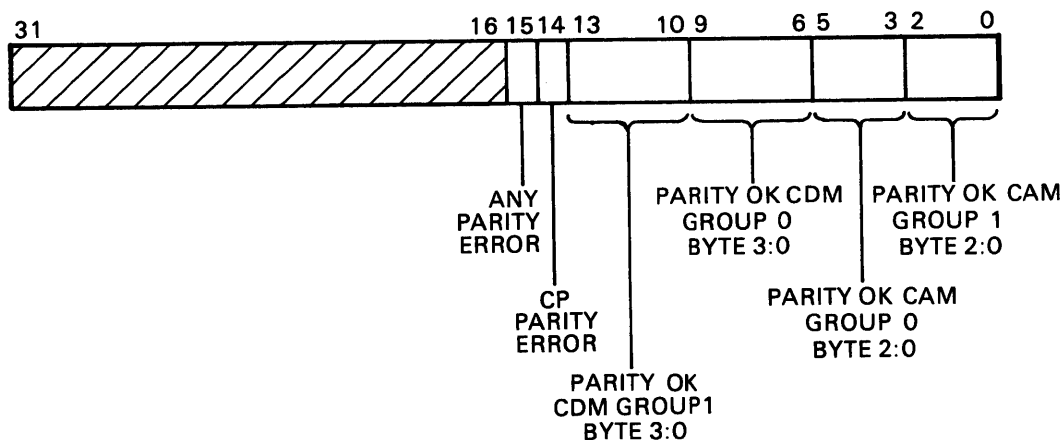 31 16 15 14 13 10 9 6 5 3 2 0
ANY
PARITY
ERROR
CP
PARITY
ERROR
PARITY OK
CDM GROUP1
BYTE 3:0
PARITY OK CDM
GROUP 0
BYTE 3:0
PARITY OK CAM
GROUP 0
BYTE 2:0
PARITY OK CAM
GROUP 1
BYTE 2:0